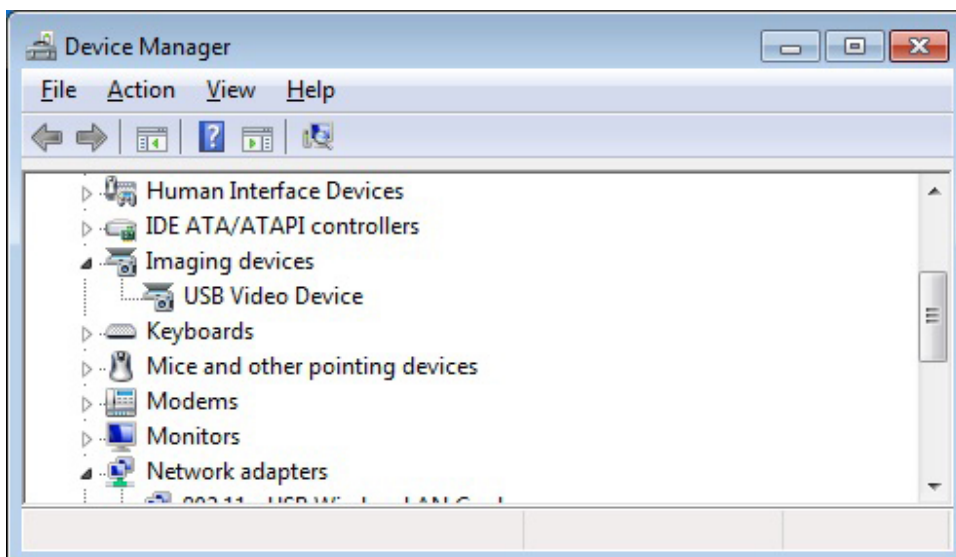 Device Manager
File Action View Help
Human Interface Devices
IDE ATA/ATAPI controllers
Imaging devices
USB Video Device
Keyboards
Mice and other pointing devices
Modems
Monitors
Network adapters